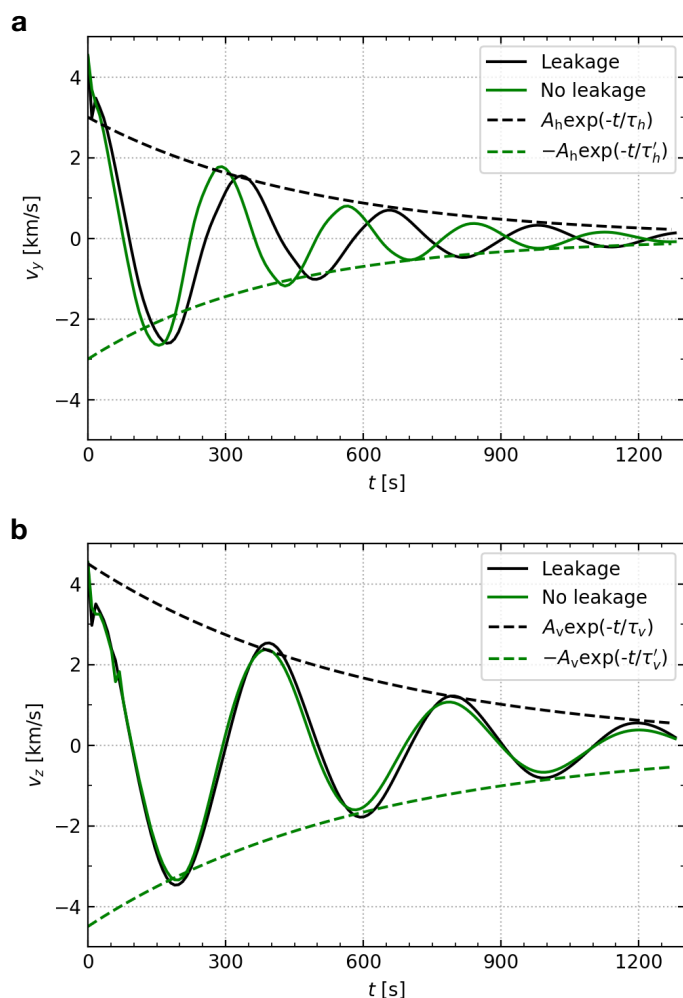 a
4
2
0
−2
−4
v_y [km/s]
Leakage
No leakage
A_h exp(-t/τ_h)
−A_h exp(-t/τ′_h)
0 300 600 900 1200
t [s]
b
4
2
0
−2
−4
v_z [km/s]
Leakage
No leakage
A_v exp(-t/τ_v)
−A_v exp(-t/τ′_v)
0 300 600 900 1200
t [s]